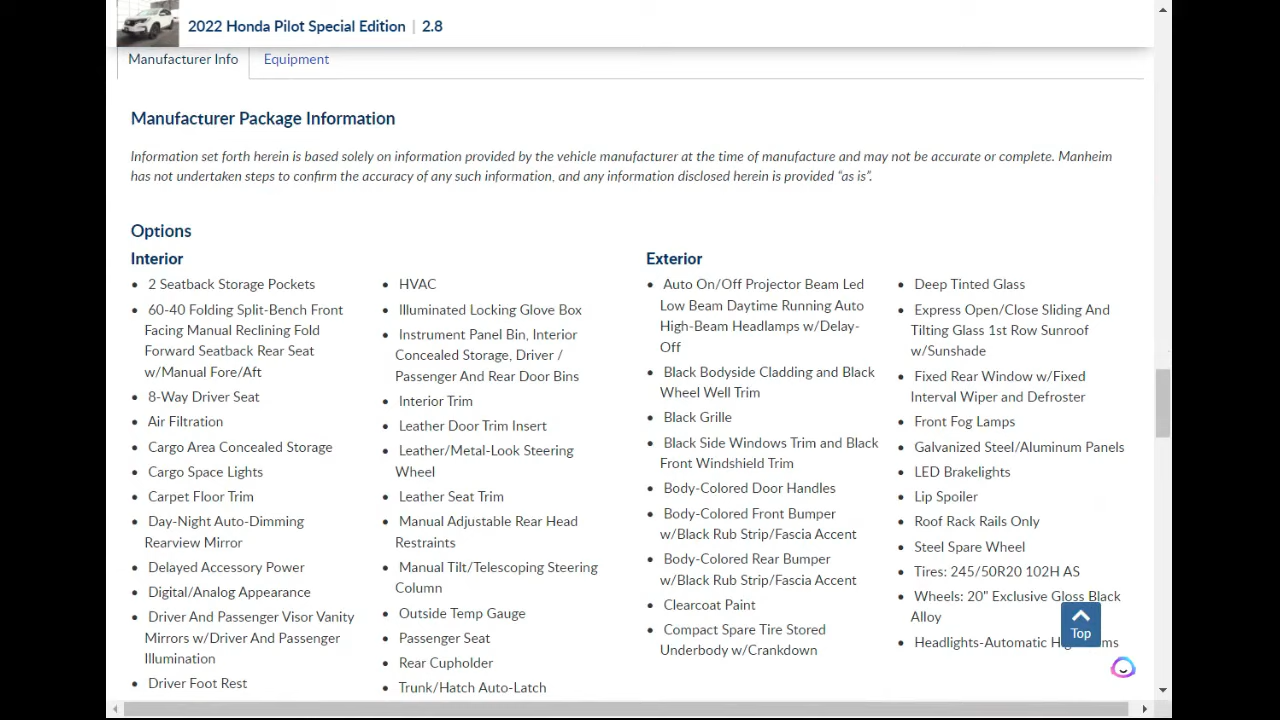 2022 Honda Pilot Special Edition | 2.8
Manufacturer Info
Equipment
Manufacturer Package Information
Information set forth herein is based solely on information provided by the vehicle manufacturer at the time of manufacture and may not be accurate or complete. Manheim
has not undertaken steps to confirm the accuracy of any such information, and any information disclosed herein is provided “as is”.
Options
Interior
2 Seatback Storage Pockets
60-40 Folding Split-Bench Front
Facing Manual Reclining Fold
Forward Seatback Rear Seat
w/Manual Fore/Aft
8-Way Driver Seat
Air Filtration
Cargo Area Concealed Storage
Cargo Space Lights
Carpet Floor Trim
Day-Night Auto-Dimming
Rearview Mirror
Delayed Accessory Power
Digital/Analog Appearance
Driver And Passenger Visor Vanity
Mirrors w/Driver And Passenger
Illumination
Driver Foot Rest
HVAC
Illuminated Locking Glove Box
Instrument Panel Bin, Interior
Concealed Storage, Driver /
Passenger And Rear Door Bins
Interior Trim
Leather Door Trim Insert
Leather/Metal-Look Steering
Wheel
Leather Seat Trim
Manual Adjustable Rear Head
Restraints
Manual Tilt/Telescoping Steering
Column
Outside Temp Gauge
Passenger Seat
Rear Cupholder
Trunk/Hatch Auto-Latch
Exterior
Auto On/Off Projector Beam Led
Low Beam Daytime Running Auto
High-Beam Headlamps w/Delay-
Off
Black Bodyside Cladding and Black
Wheel Well Trim
Black Grille
Black Side Windows Trim and Black
Front Windshield Trim
Body-Colored Door Handles
Body-Colored Front Bumper
w/Black Rub Strip/Fascia Accent
Body-Colored Rear Bumper
w/Black Rub Strip/Fascia Accent
Clearcoat Paint
Compact Spare Tire Stored
Underbody w/Crankdown
Deep Tinted Glass
Express Open/Close Sliding And
Tilting Glass 1st Row Sunroof
w/Sunshade
Fixed Rear Window w/Fixed
Interval Wiper and Defroster
Front Fog Lamps
Galvanized Steel/Aluminum Panels
LED Brakelights
Lip Spoiler
Roof Rack Rails Only
Steel Spare Wheel
Tires: 245/50R20 102H AS
Wheels: 20" Exclusive Gloss Black
Alloy
Headlights-Automatic
Top